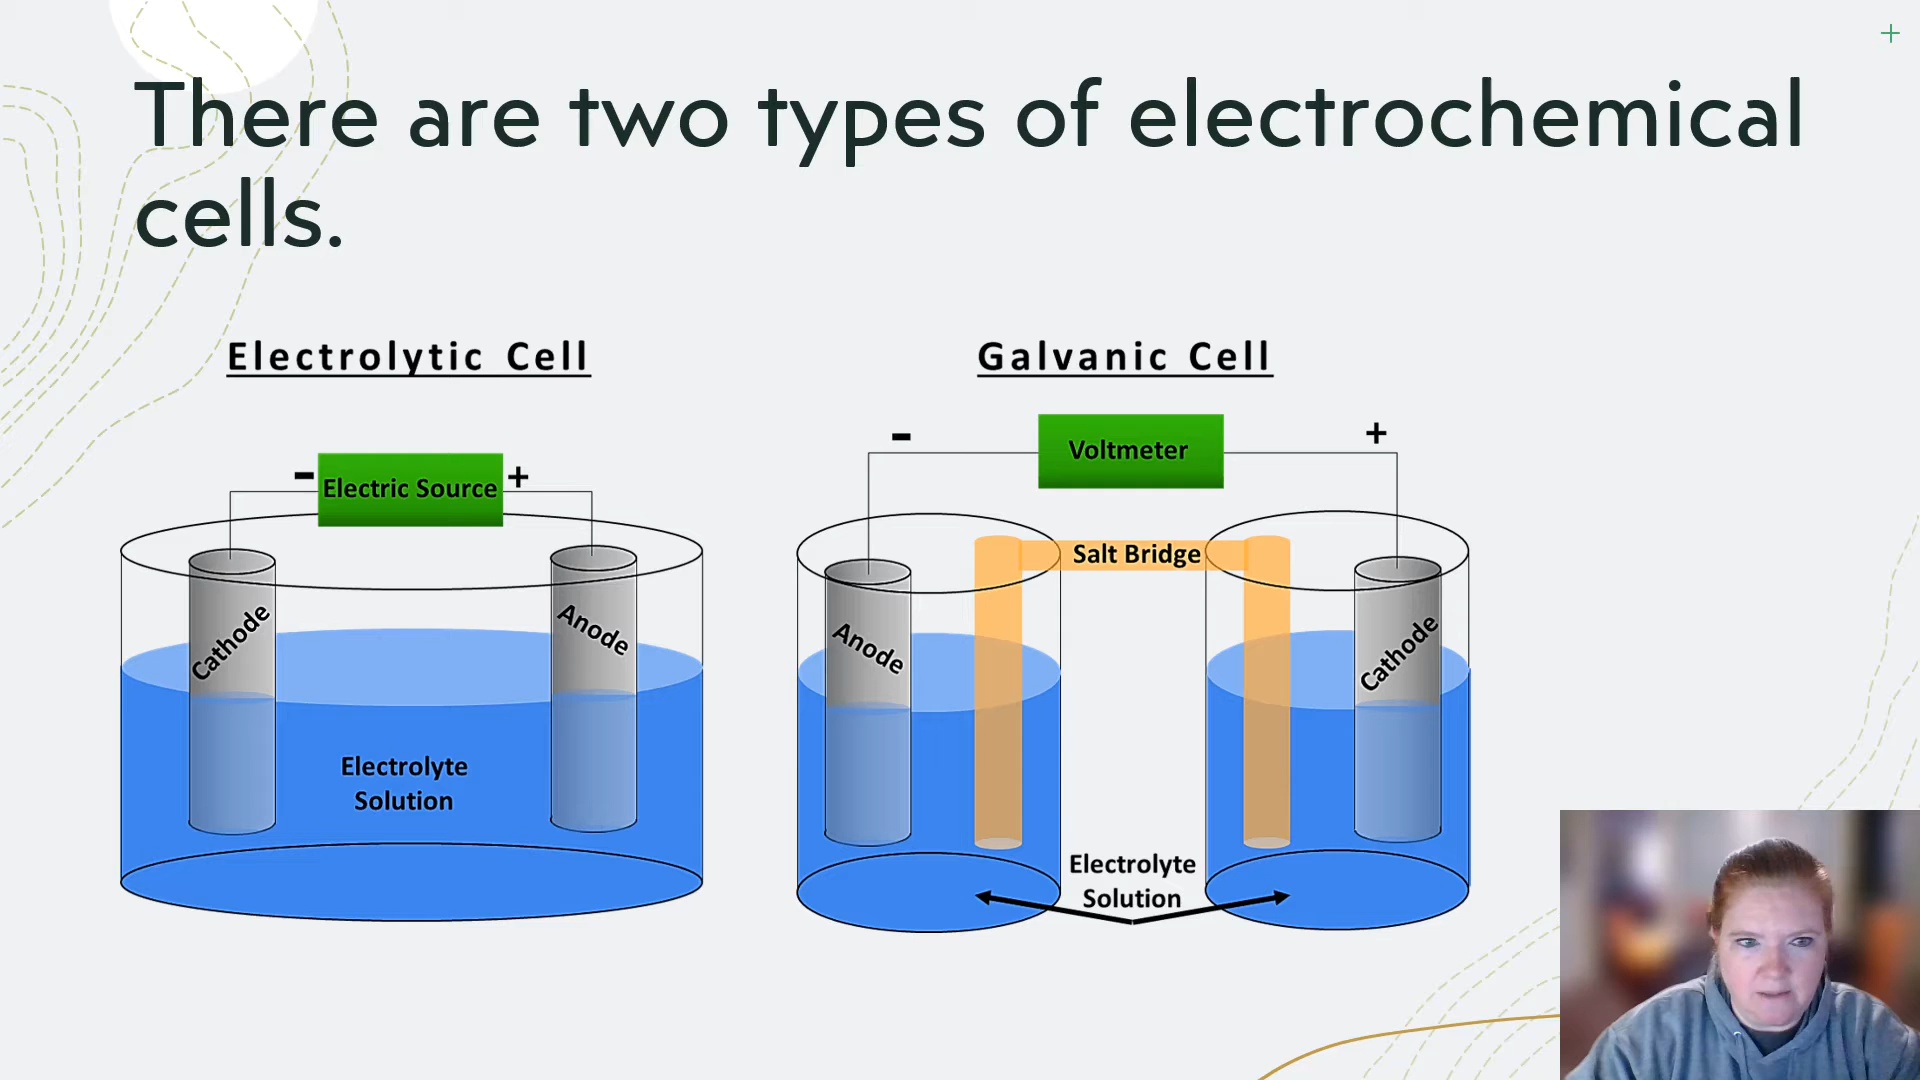 There are two types of electrochemical
cells.
Electrolytic Cell
- Electric Source +
Cathode
Anode
Electrolyte
Solution
Galvanic Cell
- +
Voltmeter
Salt Bridge
Anode
Cathode
Electrolyte
Solution